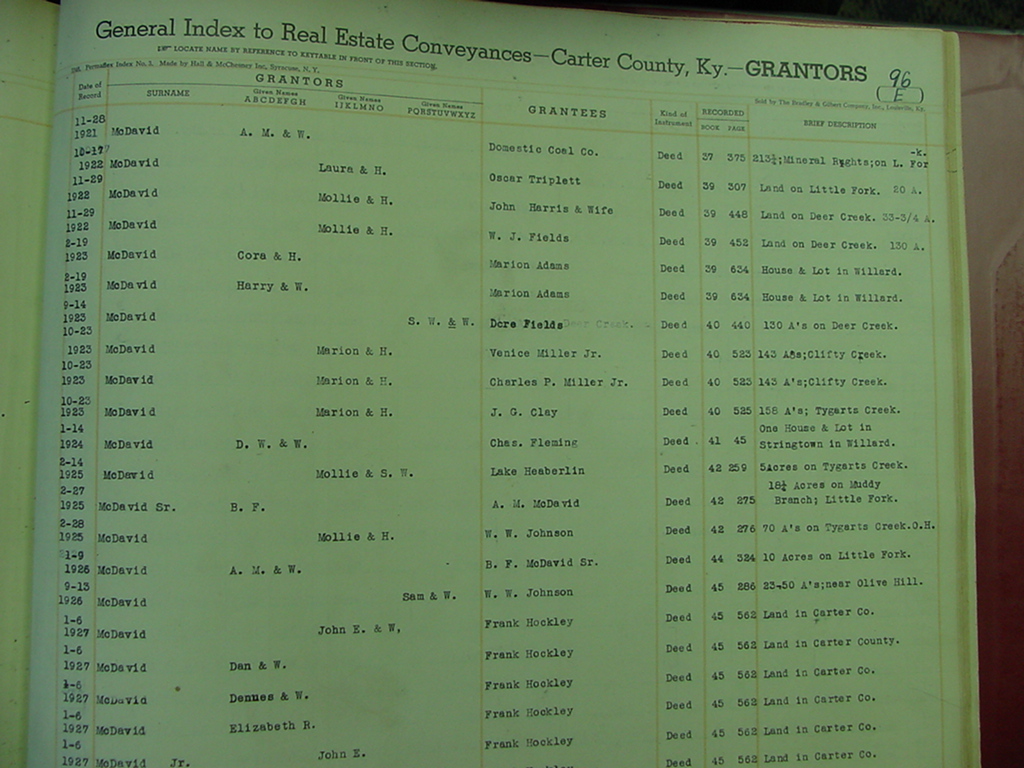 General Index to Real Estate Conveyances—Carter County, Ky.—GRANTORS
96
E
LOCATE NAME BY REFERENCE TO KEYTABLE IN FRONT OF THIS SECTION.
Permaflex Index No. 1. Made by Hall & McChesney Inc, Syracuse, N. Y.
Sold by The Bradley & Gilbert Company, Inc., Louisville, Ky.
Date of Record GRANTORS GRANTEES Kind of Instrument RECORDED BRIEF DESCRIPTION
SURNAME Given Names ABCDEFGH Given Names IJKLMNO Given Names PQRSTUVWXYZ BOOK PAGE
11-28 1921 McDavid A. M. & W. Domestic Coal Co. Deed 37 375 213½;Mineral Rights;on L. For -k.
10-17 1922 McDavid Laura & H. Oscar Triplett Deed 39 307 Land on Little Fork. 20 A.
11-29 1922 McDavid Mollie & H. John Harris & Wife Deed 39 448 Land on Deer Creek. 33-3/4 A.
11-29 1922 McDavid Mollie & H. W. J. Fields Deed 39 452 Land on Deer Creek. 130 A.
2-19 1923 McDavid Cora & H. Marion Adams Deed 39 634 House & Lot in Willard.
2-19 1923 McDavid Harry & W. Marion Adams Deed 39 634 House & Lot in Willard.
9-14 1923 McDavid S. W. & W. Dore Fields Deed 40 440 130 A's on Deer Creek.
10-23 1923 McDavid Marion & H. Venice Miller Jr. Deed 40 523 143 A's;Clifty Creek.
10-23 1923 McDavid Marion & H. Charles P. Miller Jr. Deed 40 523 143 A's;Clifty Creek.
10-23 1923 McDavid Marion & H. J. G. Clay Deed 40 525 158 A's; Tygarts Creek.
1-14 1924 McDavid D. W. & W. Chas. Fleming Deed 41 45 One House & Lot in Stringtown in Willard.
2-14 1925 McDavid Mollie & S. W. Lake Heaberlin Deed 42 259 5Acres on Tygarts Creek.
2-27 1925 McDavid Sr. B. F. A. M. McDavid Deed 42 275 18¼ Acres on Muddy Branch; Little Fork.
2-28 1925 McDavid Mollie & H. W. W. Johnson Deed 42 276 70 A's on Tygarts Creek.O.H.
1-9 1926 McDavid A. M. & W. B. F. McDavid Sr. Deed 44 324 10 Acres on Little Fork.
9-13 1926 McDavid Sam & W. W. W. Johnson Deed 45 286 23-50 A's;near Olive Hill.
1-6 1927 McDavid John E. & W, Frank Hockley Deed 45 562 Land in Carter Co.
1-6 1927 McDavid Dan & W. Frank Hockley Deed 45 562 Land in Carter County.
1-6 1927 McDavid Dennes & W. Frank Hockley Deed 45 562 Land in Carter Co.
1-6 1927 McDavid Elizabeth R. Frank Hockley Deed 45 562 Land in Carter Co.
1-6 1927 McDavid Jr. John E. Frank Hockley Deed 45 562 Land in Carter Co.